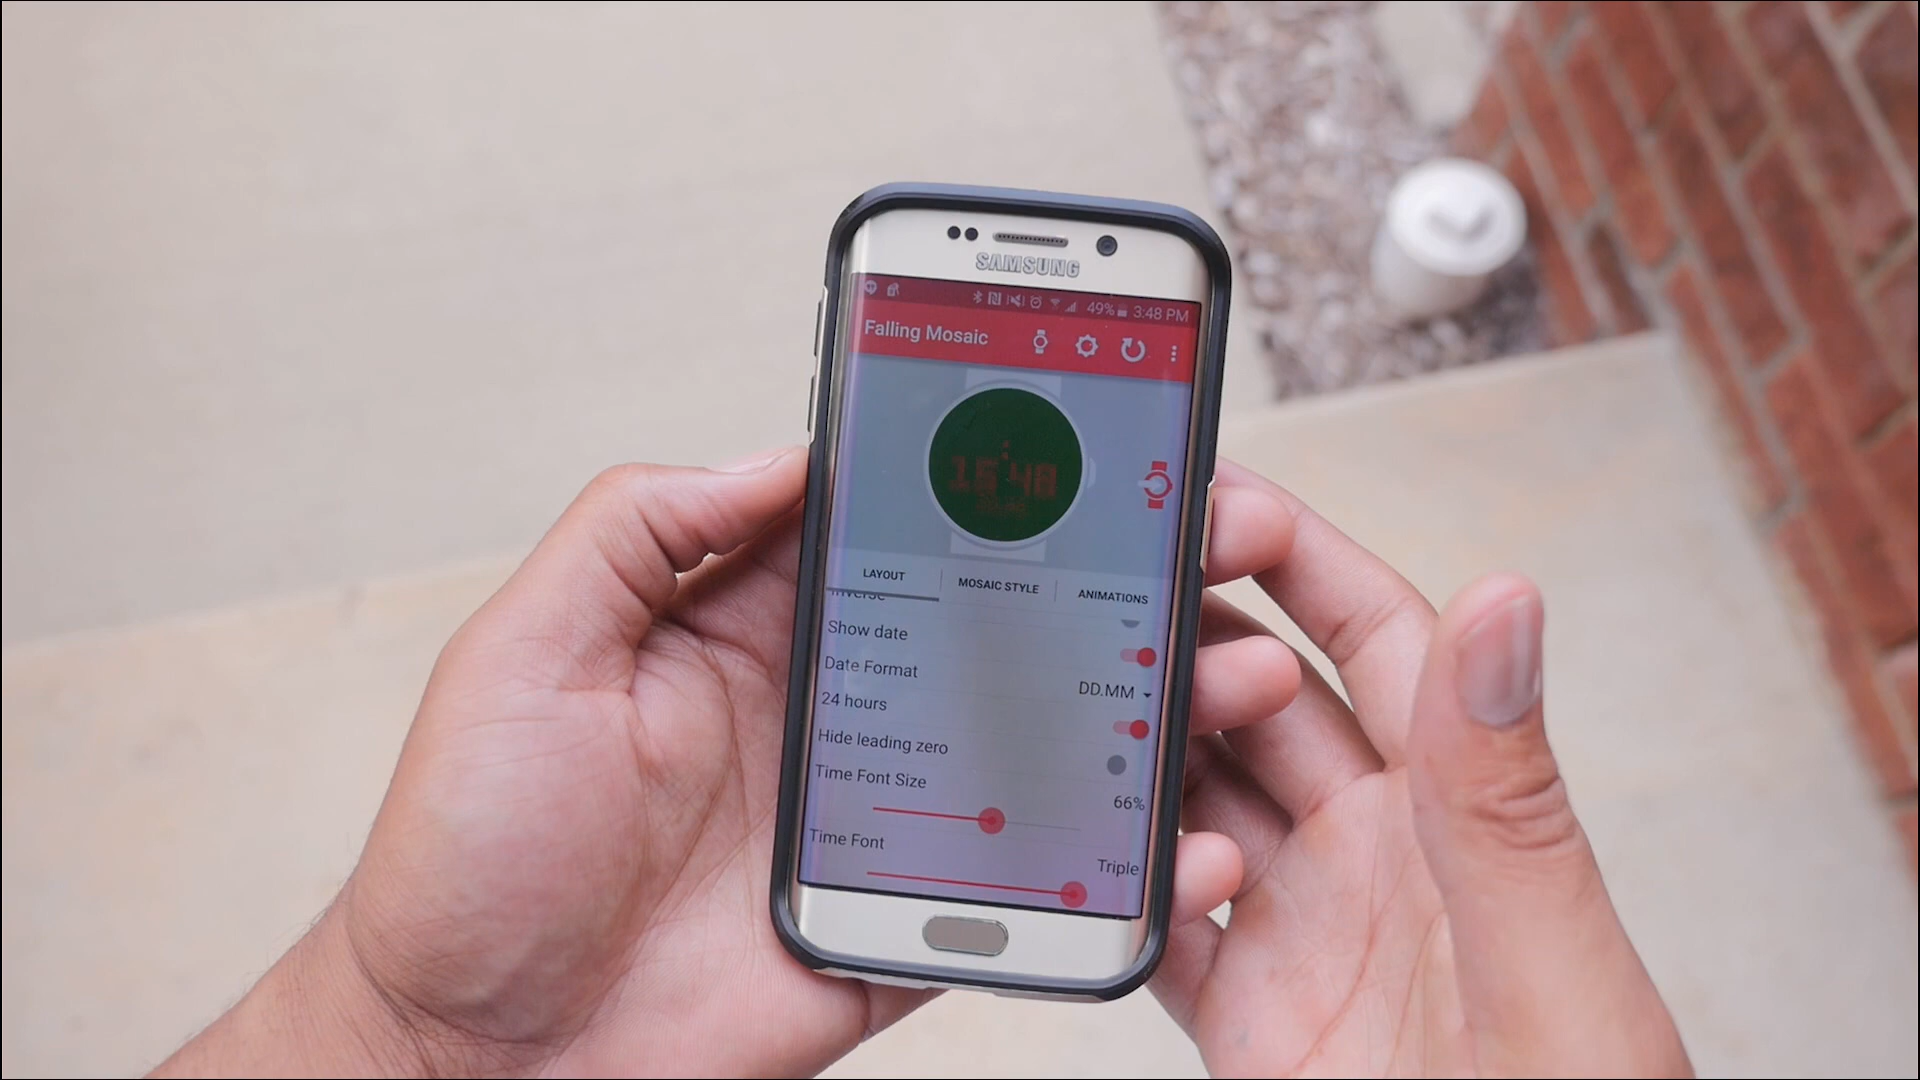 SAMSUNG
49% 3:48 PM
Falling Mosaic
LAYOUT MOSAIC STYLE ANIMATIONS
Inverse
Show date
Date Format DD.MM
24 hours
Hide leading zero
Time Font Size 66%
Time Font Triple